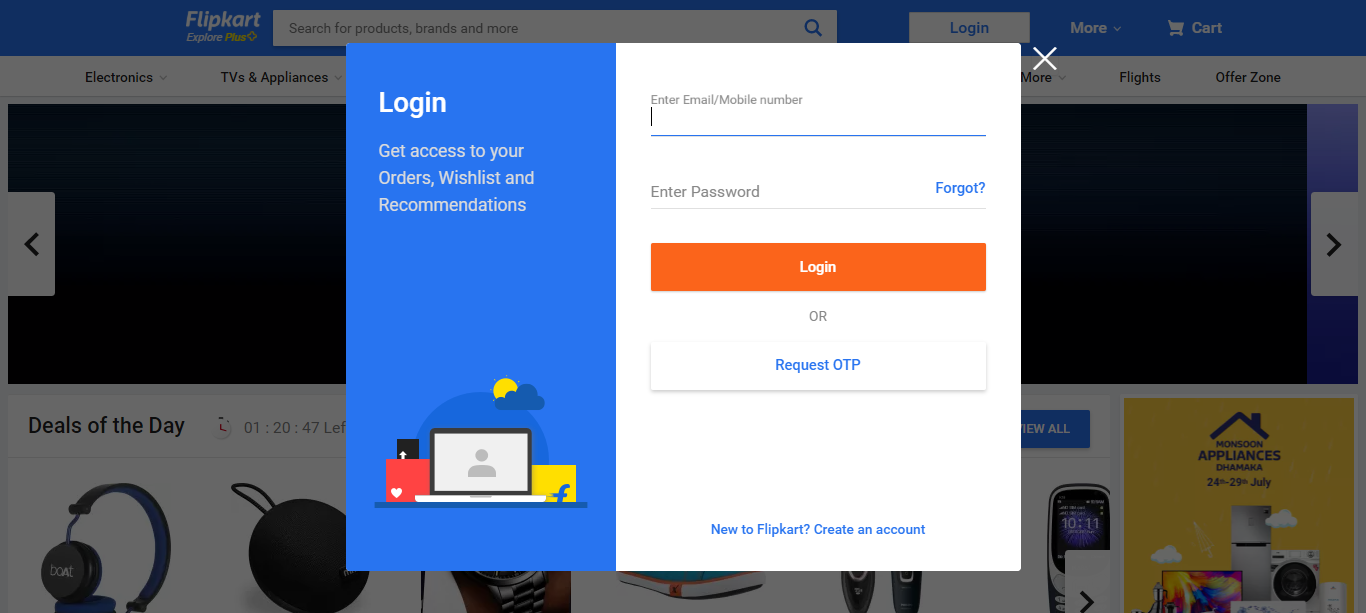 Flipkart
Explore Plus
Search for products, brands and more
Login
More
Cart
Electronics
TVs & Appliances
More
Flights
Offer Zone
Login
Get access to your
Orders, Wishlist and
Recommendations
Enter Email/Mobile number
Enter Password
Forgot?
Login
OR
Request OTP
New to Flipkart? Create an account
Deals of the Day
01 : 20 : 47 Lef
VIEW ALL
MONSOON
APPLIANCES
DHAMAKA
24th-29th July
boAt
10:11